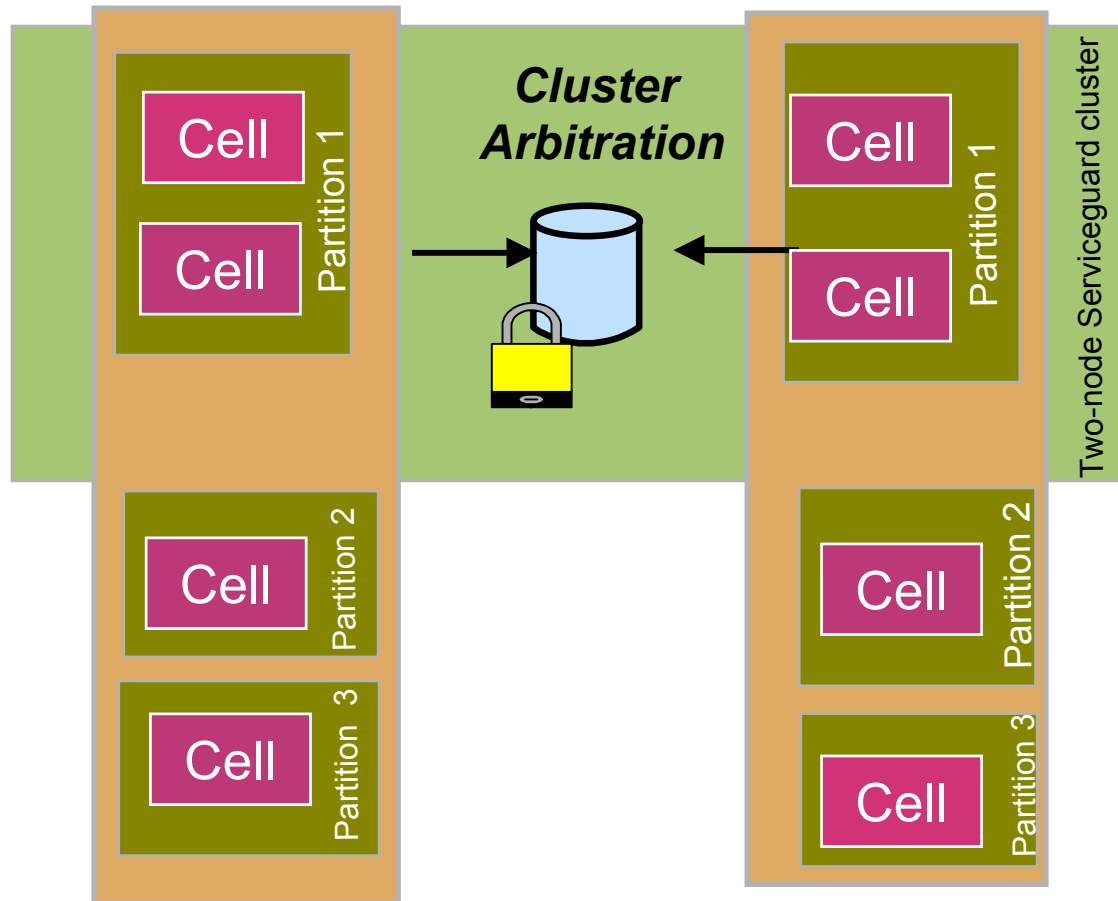 Cell
Cell
Partition 1
Cell
Partition 2
Cell
Partition 3
Cluster
Arbitration
Cell
Cell
Partition 1
Cell
Partition 2
Cell
Partition 3
Two-node Serviceguard cluster